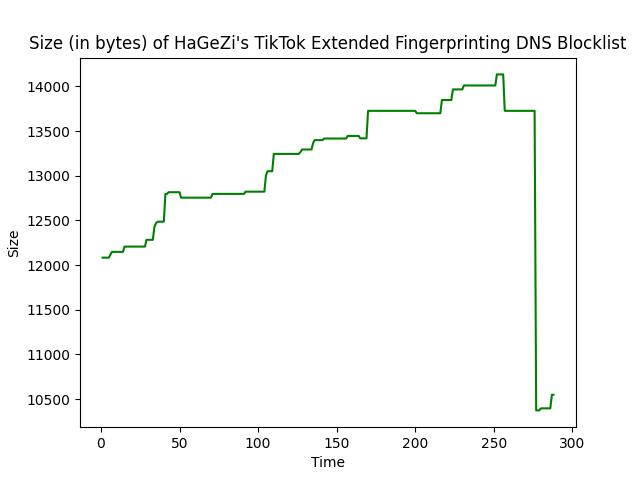 Size (in bytes) of HaGeZi's TikTok Extended Fingerprinting DNS Blocklist
14000
13500
13000
12500
12000
11500
11000
10500
Size
0 50 100 150 200 250 300
Time